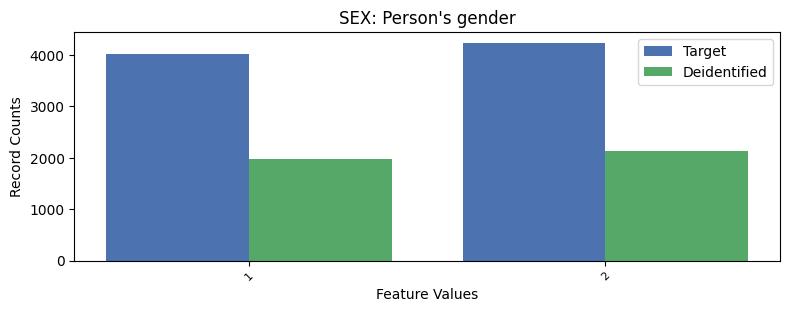 SEX: Person's gender
Target
Deidentified
Record Counts
4000
3000
2000
1000
0
1
2
Feature Values